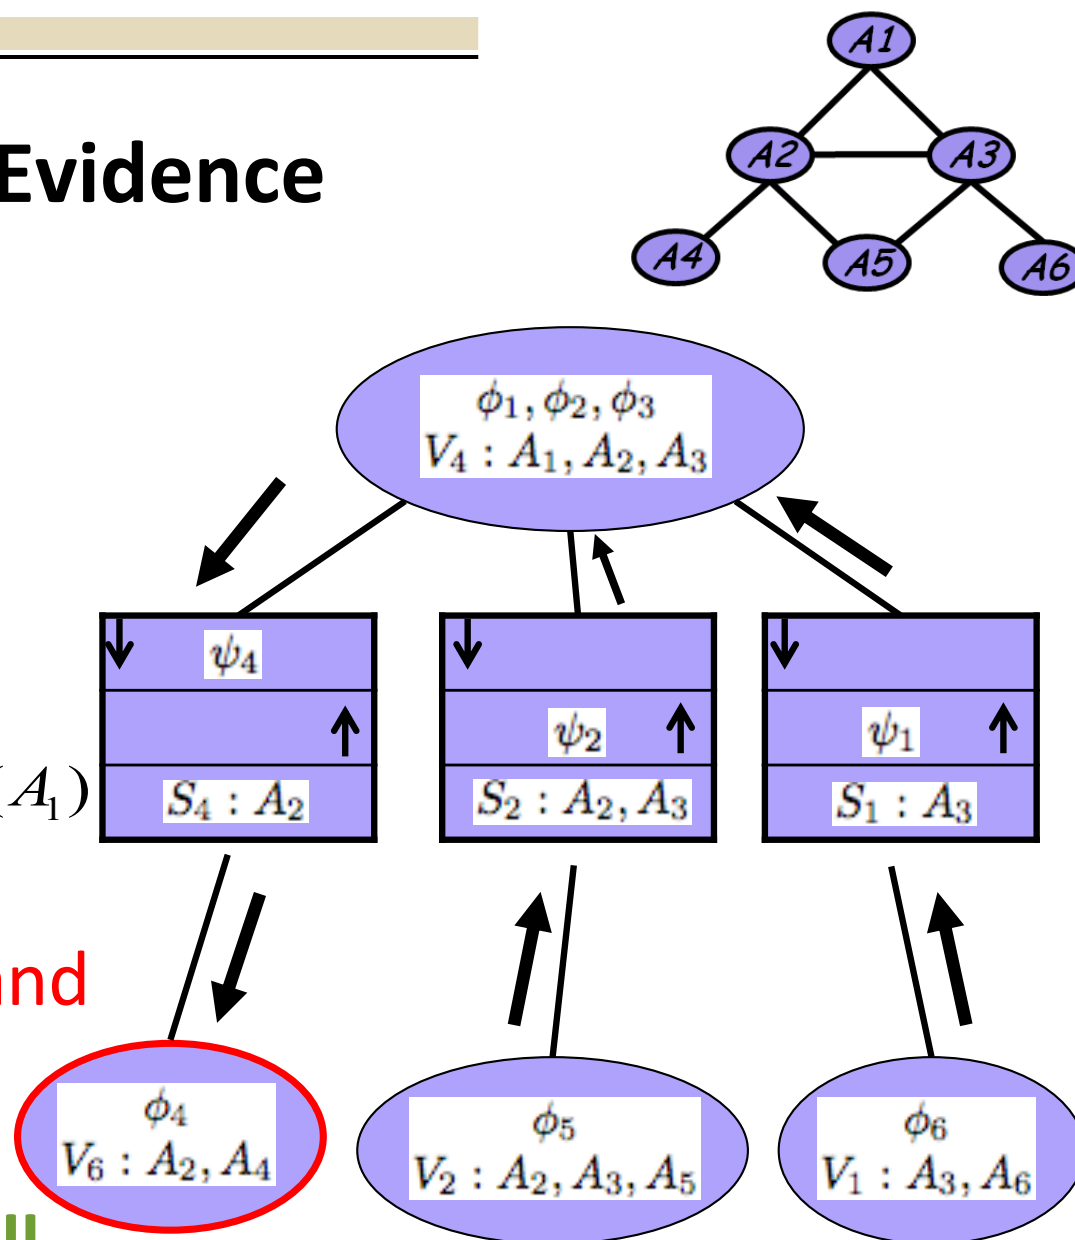 Evidence
A1
A2
A3
A4
A5
A6
ϕ₁, ϕ₂, ϕ₃
V₄ : A₁, A₂, A₃
ψ₄
ψ₂
ψ₁
(A₁)
S₄ : A₂
S₂ : A₂, A₃
S₁ : A₃
ϕ₄
V₆ : A₂, A₄
ϕ₅
V₂ : A₂, A₃, A₅
ϕ₆
V₁ : A₃, A₆